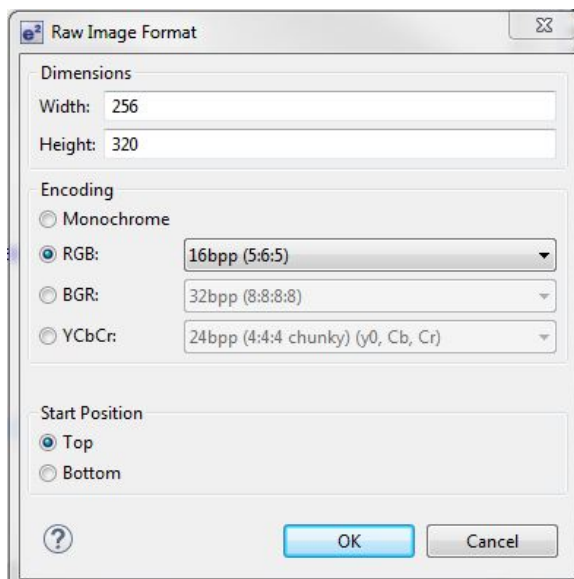 e² Raw Image Format
Dimensions
Width: 256
Height: 320
Encoding
Monochrome
RGB: 16bpp (5:6:5)
BGR: 32bpp (8:8:8:8)
YCbCr: 24bpp (4:4:4 chunky) (y0, Cb, Cr)
Start Position
Top
Bottom
? OK Cancel